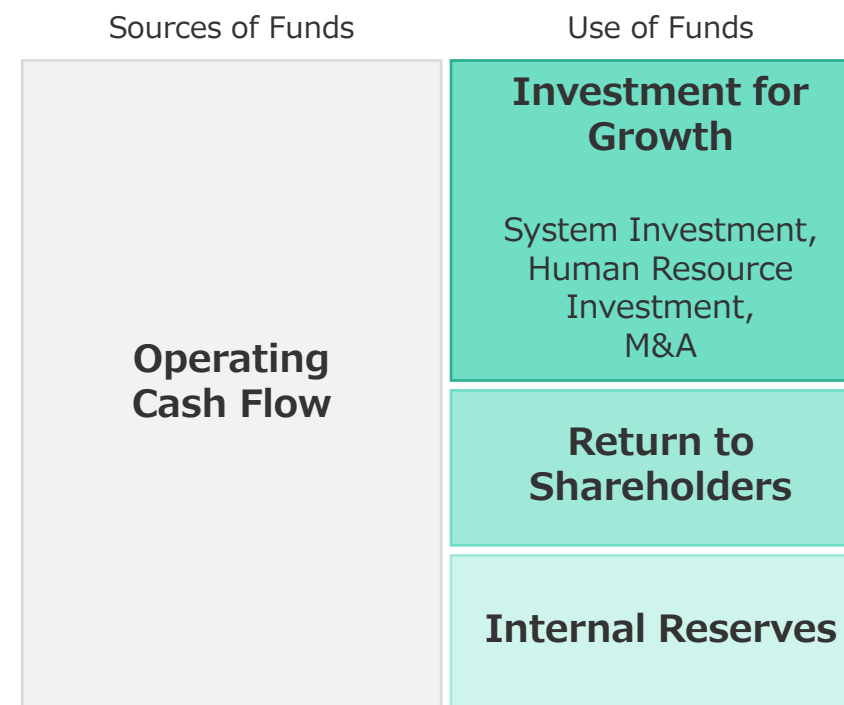 Sources of Funds
Use of Funds
Operating
Cash Flow
Investment for
Growth
System Investment,
Human Resource
Investment,
M&A
Return to
Shareholders
Internal Reserves